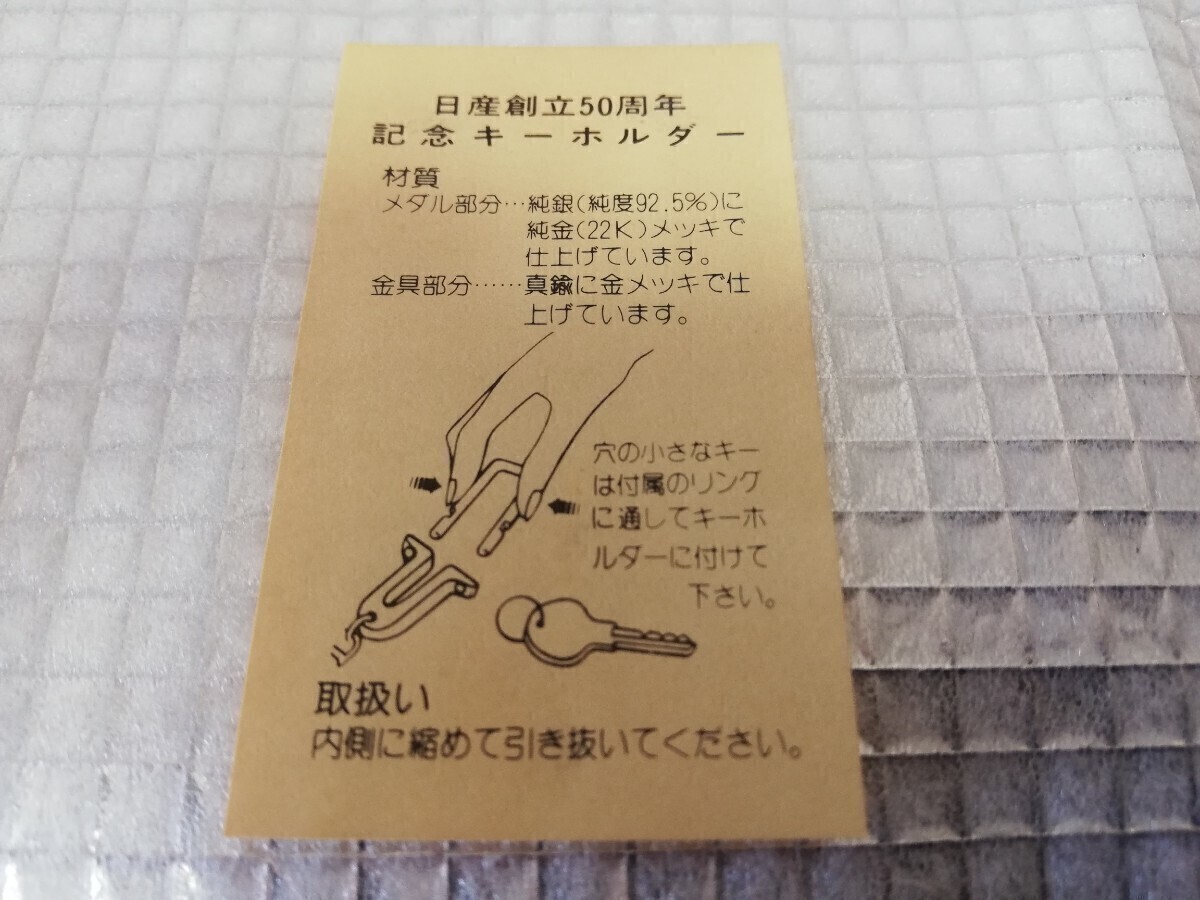 日産創立50周年
記念キーホルダー
材質
メダル部分…純銀(純度92.5%)に
純金(22K)メッキで
仕上げています。
金具部分……真鍮に金メッキで仕
上げています。
穴の小さなキー
は付属のリング
に通してキーホ
ルダーに付けて
下さい。
取扱い
内側に縮めて引き抜いてください。